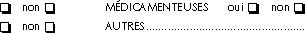 ❏ non ❏ MÉDICAMENTEUSES oui ❏ non ❏
❏ non ❏ AUTRES.....................................................